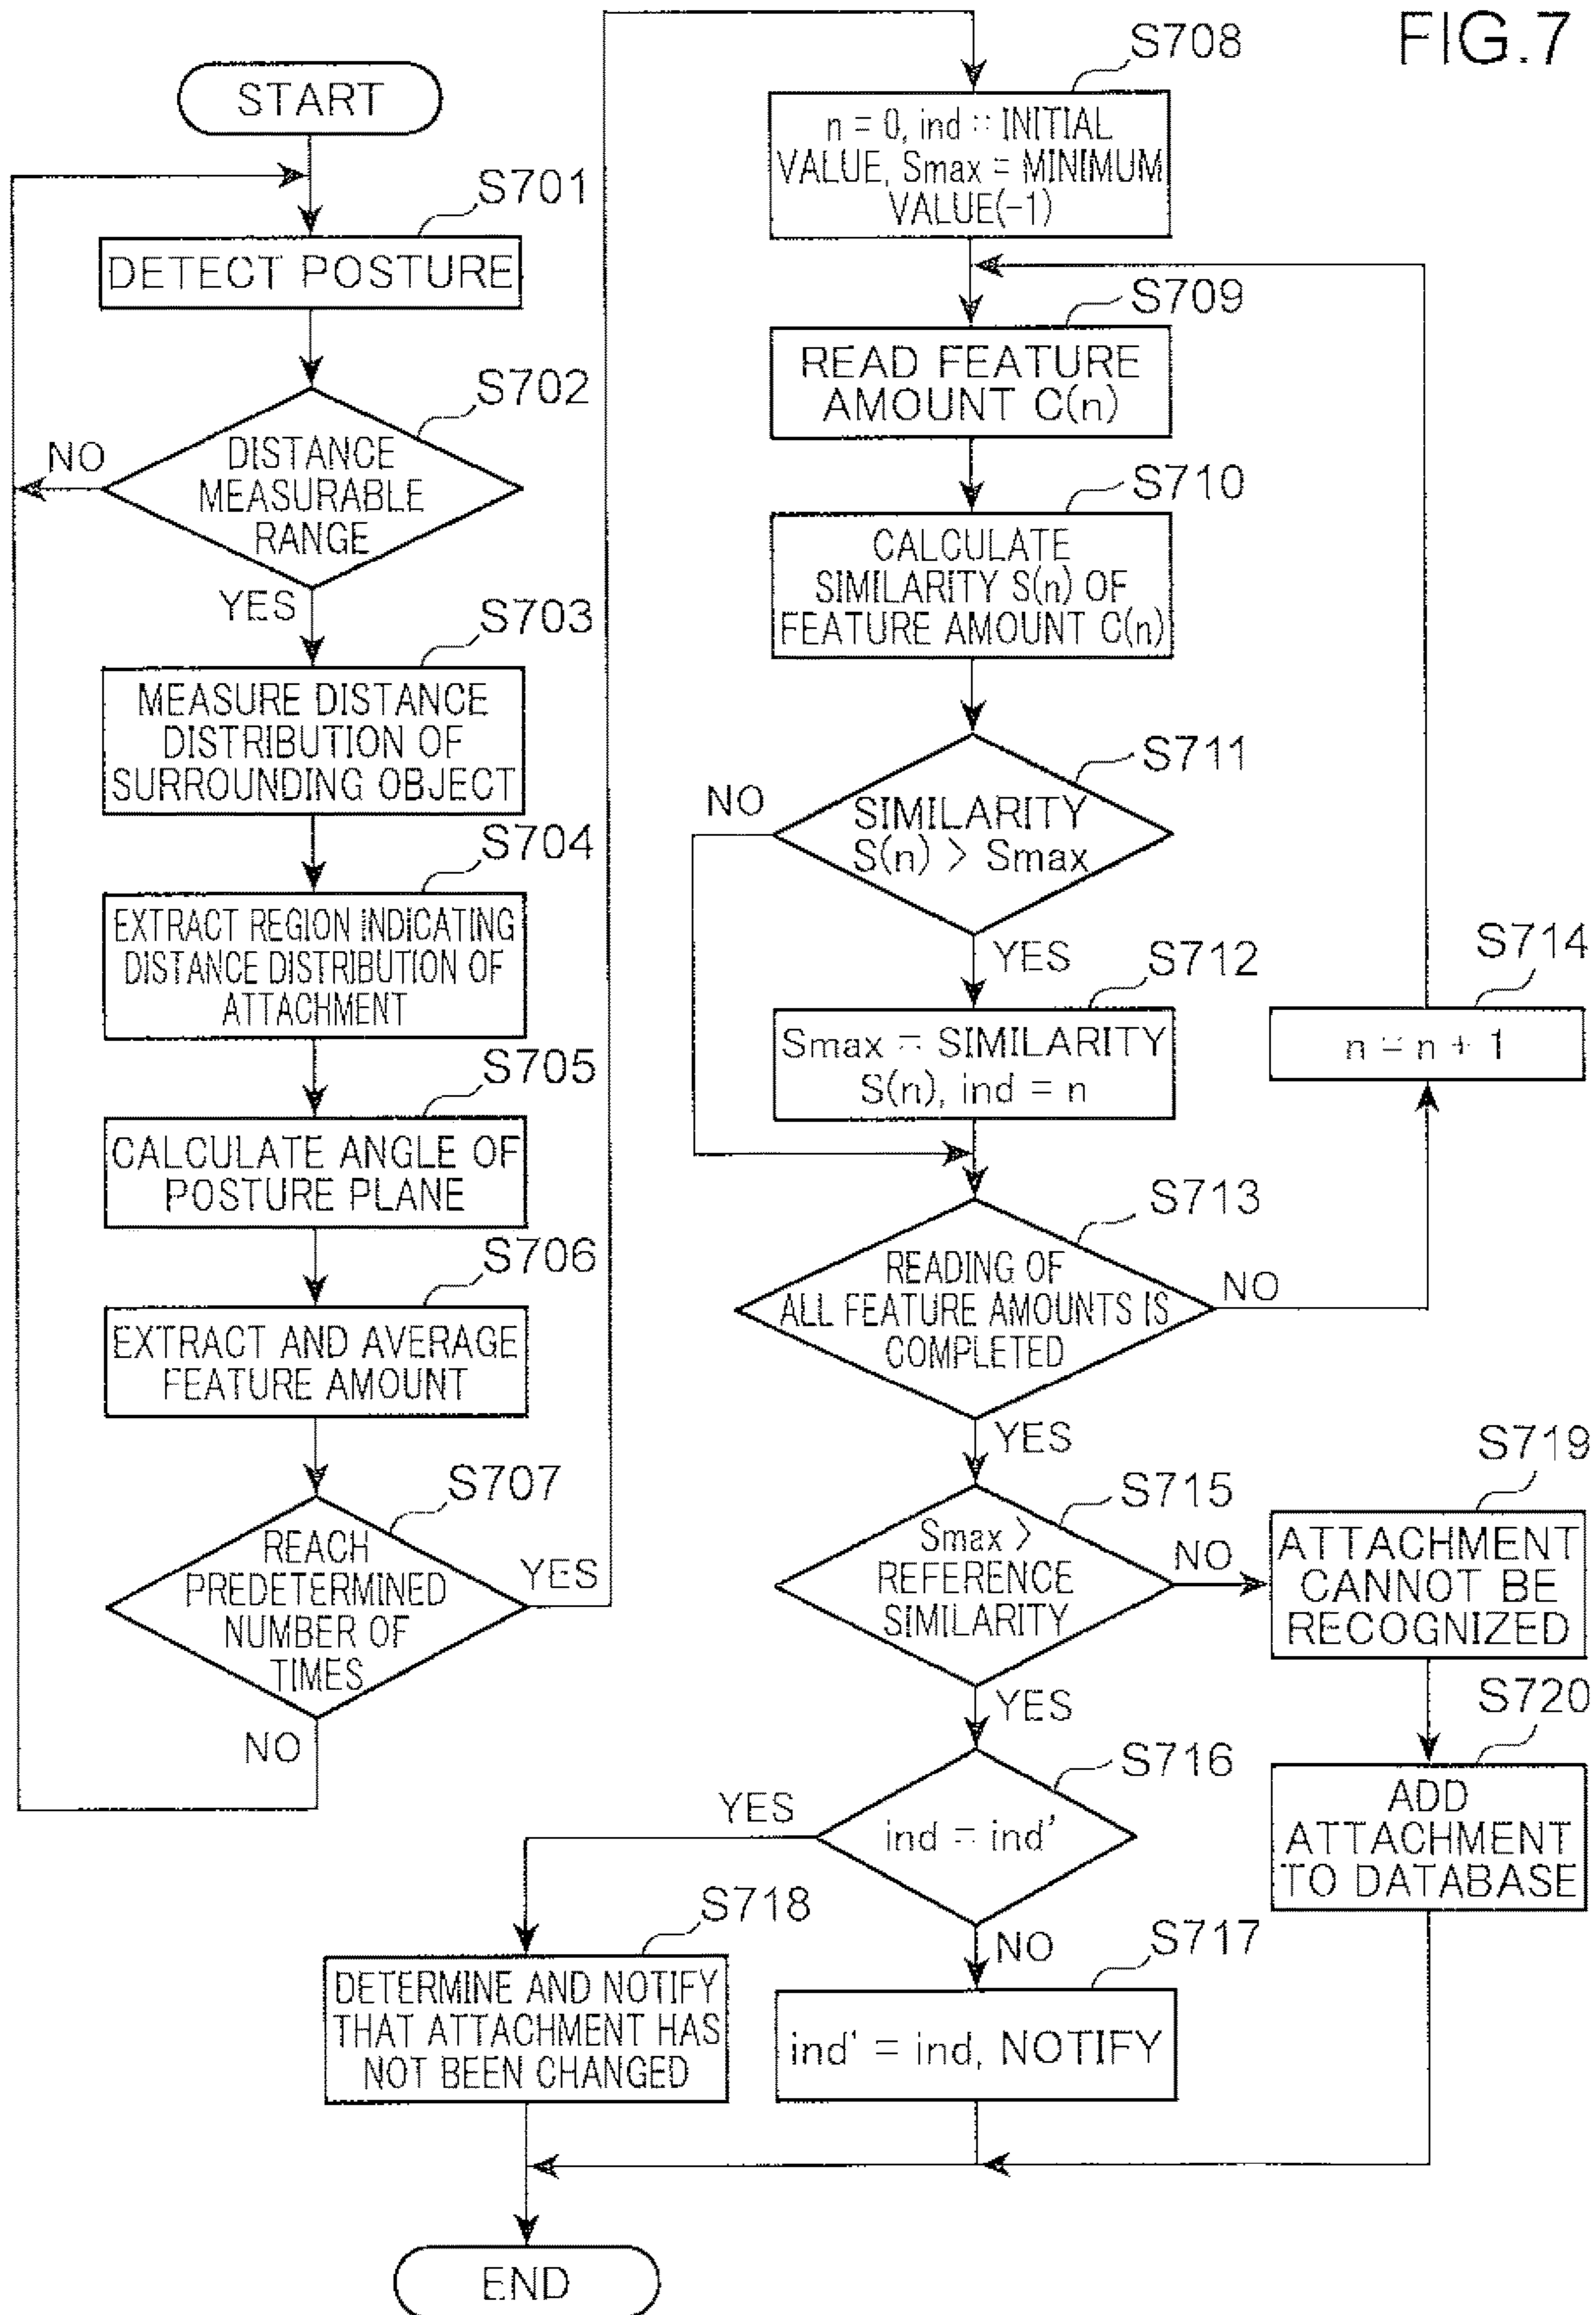 FIG.7
START
S701
DETECT POSTURE
S702
DISTANCE
MEASURABLE
RANGE
NO
YES
S703
MEASURE DISTANCE
DISTRIBUTION OF
SURROUNDING OBJECT
S704
EXTRACT REGION INDICATING
DISTANCE DISTRIBUTION OF
ATTACHMENT
S705
CALCULATE ANGLE OF
POSTURE PLANE
S706
EXTRACT AND AVERAGE
FEATURE AMOUNT
S707
REACH
PREDETERMINED
NUMBER OF
TIMES
YES
NO
S708
n = 0, ind = INITIAL
VALUE, Smax = MINIMUM
VALUE(-1)
S709
READ FEATURE
AMOUNT C(n)
S710
CALCULATE
SIMILARITY S(n) OF
FEATURE AMOUNT C(n)
S711
NO
SIMILARITY
S(n) > Smax
YES
S712
Smax = SIMILARITY
S(n), ind = n
S714
n = n + 1
S713
READING OF
ALL FEATURE AMOUNTS IS
COMPLETED
NO
YES
S715
Smax >
REFERENCE
SIMILARITY
NO
YES
S719
ATTACHMENT
CANNOT BE
RECOGNIZED
S720
ADD
ATTACHMENT
TO DATABASE
S716
YES
ind = ind'
NO
S718
DETERMINE AND NOTIFY
THAT ATTACHMENT HAS
NOT BEEN CHANGED
S717
ind' = ind, NOTIFY
END